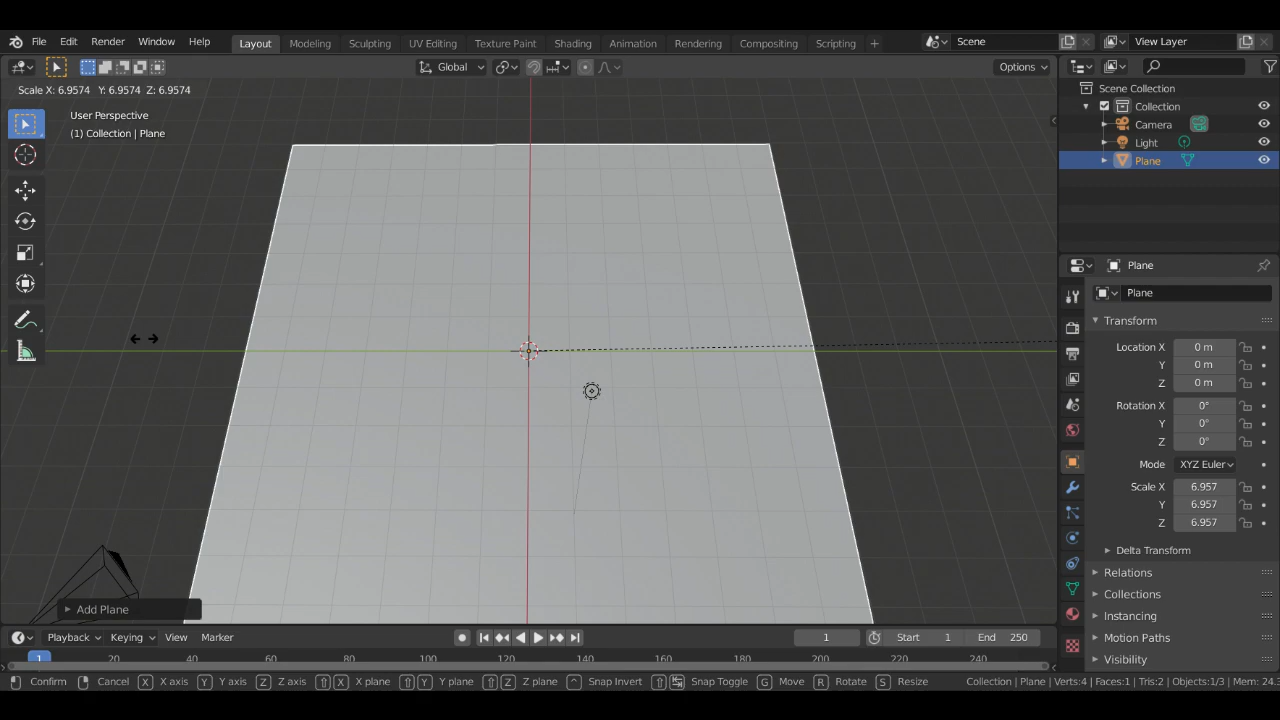 File Edit Render Window Help Layout Modeling Sculpting UV Editing Texture Paint Shading Animation Rendering Compositing Scripting + Scene View Layer
Global Options
Scale X: 6.9574 Y: 6.9574 Z: 6.9574
User Perspective
(1) Collection | Plane
Scene Collection
Collection
Camera
Light
Plane
Plane
Plane
Transform
Location X 0 m
Y 0 m
Z 0 m
Rotation X 0°
Y 0°
Z 0°
Mode XYZ Euler
Scale X 6.957
Y 6.957
Z 6.957
Delta Transform
Relations
Collections
Instancing
Motion Paths
Visibility
Add Plane
Playback Keying View Marker 1 Start 1 End 250
1 20 40 60 80 100 120 140 160 180 200 220 240
Confirm Cancel X X axis Y Y axis Z Z axis X X plane Y Y plane Z Z plane ^ Snap Invert Snap Toggle G Move R Rotate S Resize Collection | Plane | Verts:4 | Faces:1 | Tris:2 | Objects:1/3 | Mem: 24.3